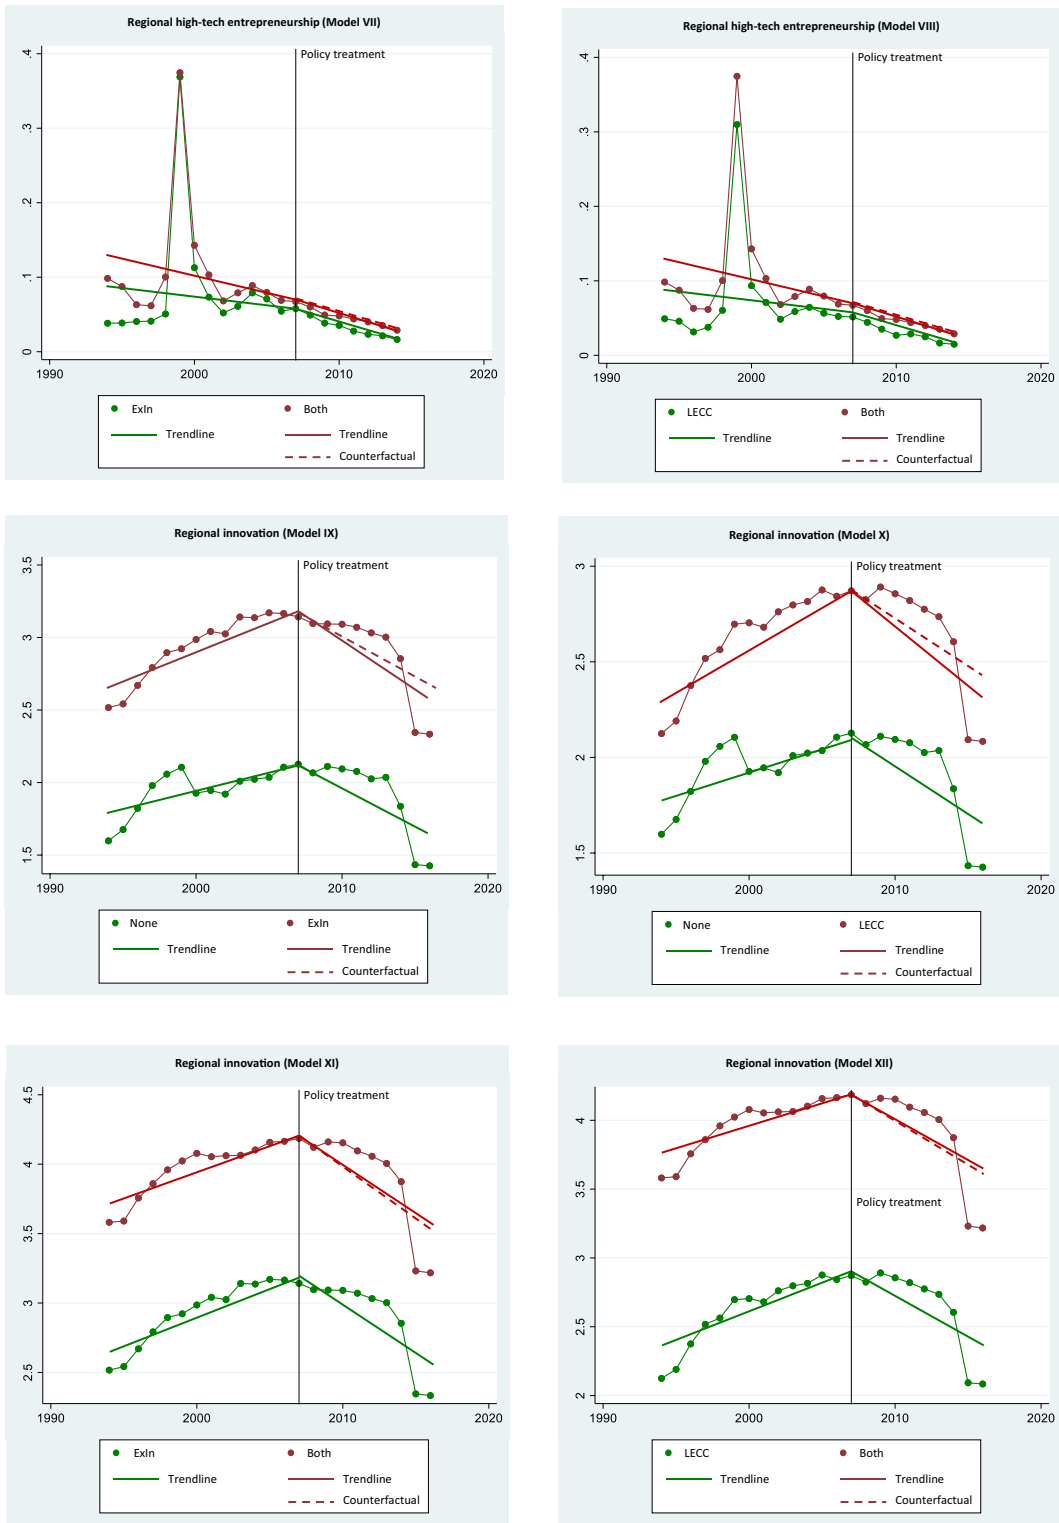 Regional high-tech entrepreneurship (Model VII)
Policy treatment
.4
.3
.2
.1
0
1990 2000 2010 2020
ExIn Both
Trendline Trendline
Counterfactual
Regional high-tech entrepreneurship (Model VIII)
Policy treatment
.4
.3
.2
.1
0
1990 2000 2010 2020
LECC Both
Trendline Trendline
Counterfactual
Regional innovation (Model IX)
Policy treatment
3.5
3
2.5
2
1.5
1990 2000 2010 2020
None ExIn
Trendline Trendline
Counterfactual
Regional innovation (Model X)
Policy treatment
3
2.5
2
1.5
1990 2000 2010 2020
None LECC
Trendline Trendline
Counterfactual
Regional innovation (Model XI)
Policy treatment
4.5
4
3.5
3
2.5
1990 2000 2010 2020
ExIn Both
Trendline Trendline
Counterfactual
Regional innovation (Model XII)
4
3.5
Policy treatment
3
2.5
2
1990 2000 2010 2020
LECC Both
Trendline Trendline
Counterfactual